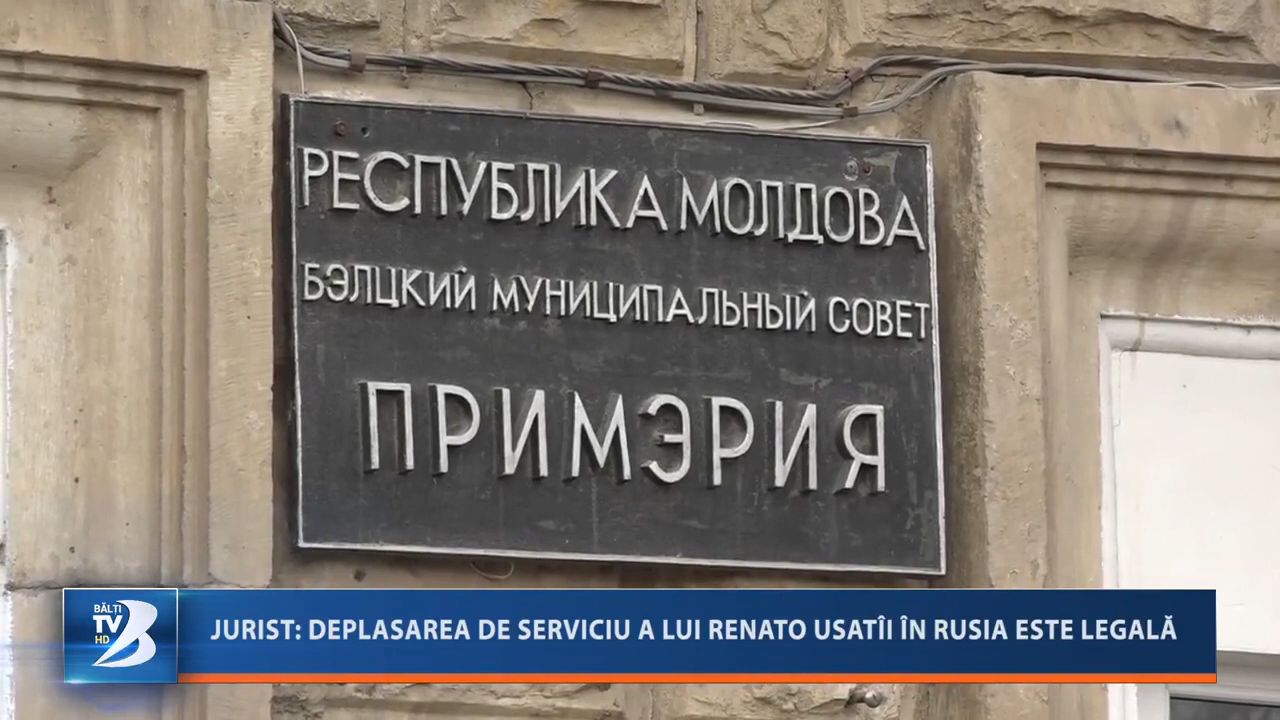 РЕСПУБЛИКА МОЛДОВА
БЭЛЦКИЙ МУНИЦИПАЛЬНЫЙ СОВЕТ
ПРИМЭРИЯ
BĂLȚI
TV
HD
JURIST: DEPLASAREA DE SERVICIU A LUI RENATO USATÎI ÎN RUSIA ESTE LEGALĂ